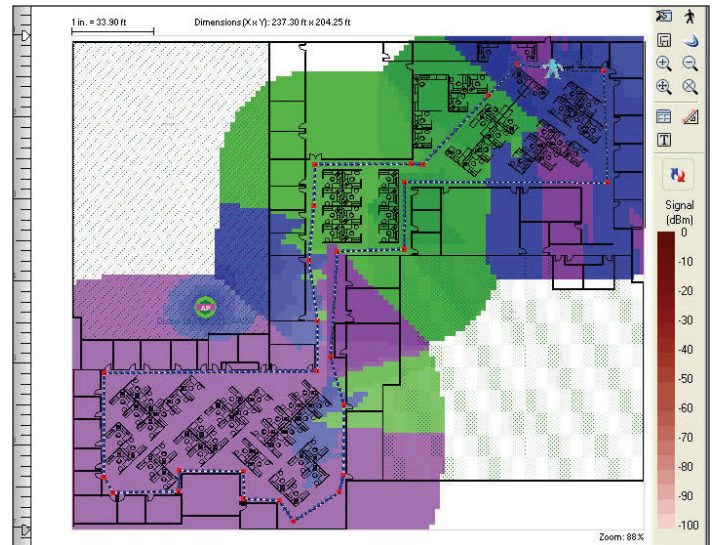 1 in. = 33.90 ft
Dimensions (X x Y): 237.30 ft x 204.25 ft
T
AP
Signal
(dBm)
0
-10
-20
-30
-40
50
-60
-70
-80
-90
-100
Zoom: 88%